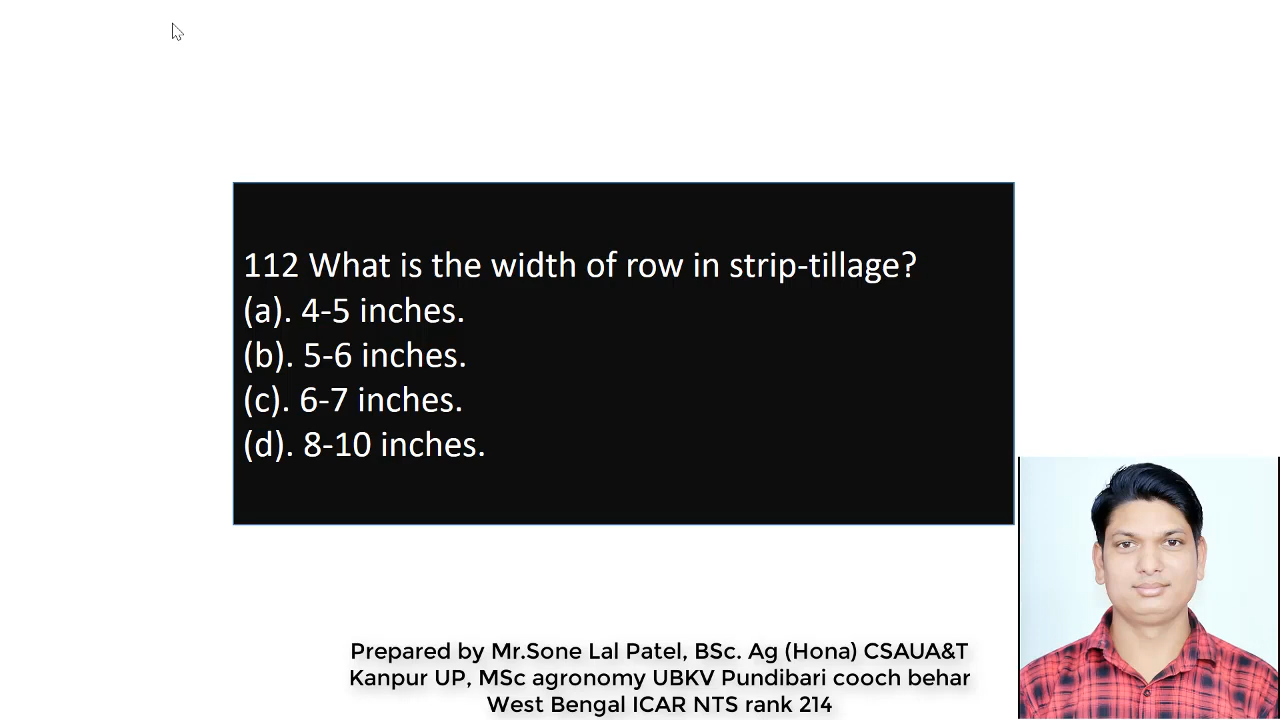 112 What is the width of row in strip-tillage?
(a). 4-5 inches.
(b). 5-6 inches.
(c). 6-7 inches.
(d). 8-10 inches.
Prepared by Mr.Sone Lal Patel, BSc. Ag (Hona) CSAUA&T
Kanpur UP, MSc agronomy UBKV Pundibari cooch behar
West Bengal ICAR NTS rank 214